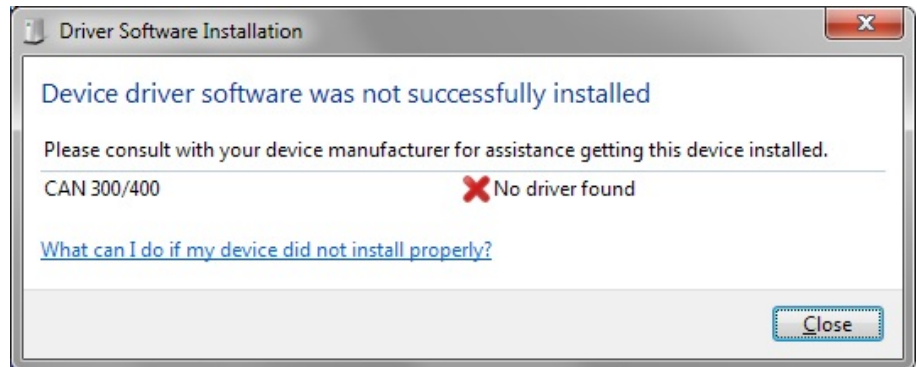 Driver Software Installation
Device driver software was not successfully installed
Please consult with your device manufacturer for assistance getting this device installed.
CAN 300/400 No driver found
What can I do if my device did not install properly?
Close